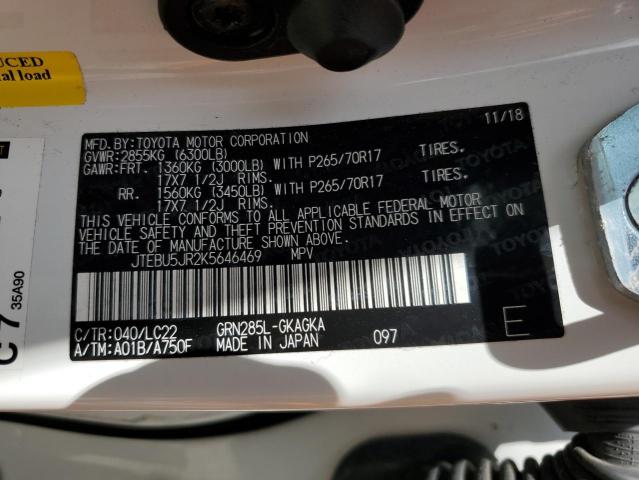 UCED
al load
C 7
35A90
11/18
MFD.BY:TOYOTA MOTOR CORPORATION
GVWR:2855KG (6300LB)
GAWR:FRT. 1360KG (3000LB) WITH P265/70R17 TIRES.
17X7 1/2J RIMS.
RR. 1560KG (3450LB) WITH P265/70R17 TIRES.
17X7 1/2J RIMS.
THIS VEHICLE CONFORMS TO ALL APPLICABLE FEDERAL MOTOR
VEHICLE SAFETY AND THEFT PREVENTION STANDARDS IN EFFECT
ON THE DATE OF MANUFACTURE SHOWN ABOVE.
JTEBU5JR2K5646469 MPV
C/TR:040/LC22 GRN285L-GKAGKA
A/TM:A01B/A750F MADE IN JAPAN 097
E